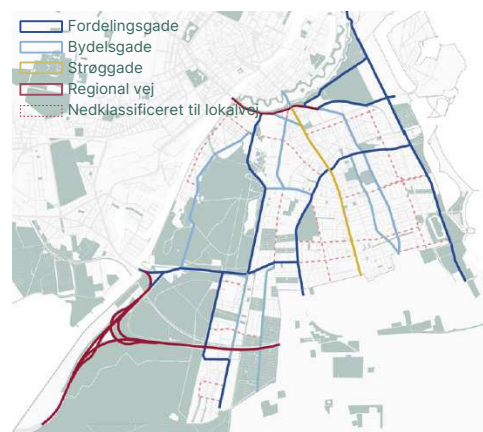 Fordelingsgade
Bydelsgade
Strøggade
Regional vej
Nedklassificeret til lokalvej